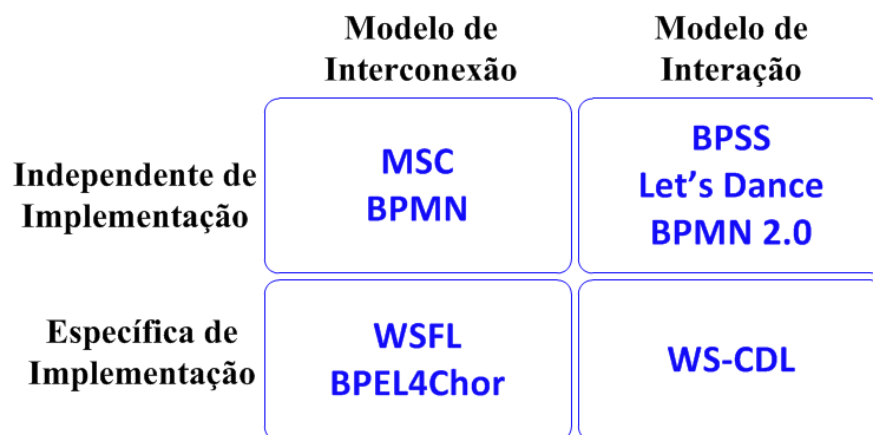 Modelo de
Interconexão
Modelo de
Interação
Independente de
Implementação
MSC
BPMN
BPSS
Let's Dance
BPMN 2.0
Específica de
Implementação
WSFL
BPEL4Chor
WS-CDL